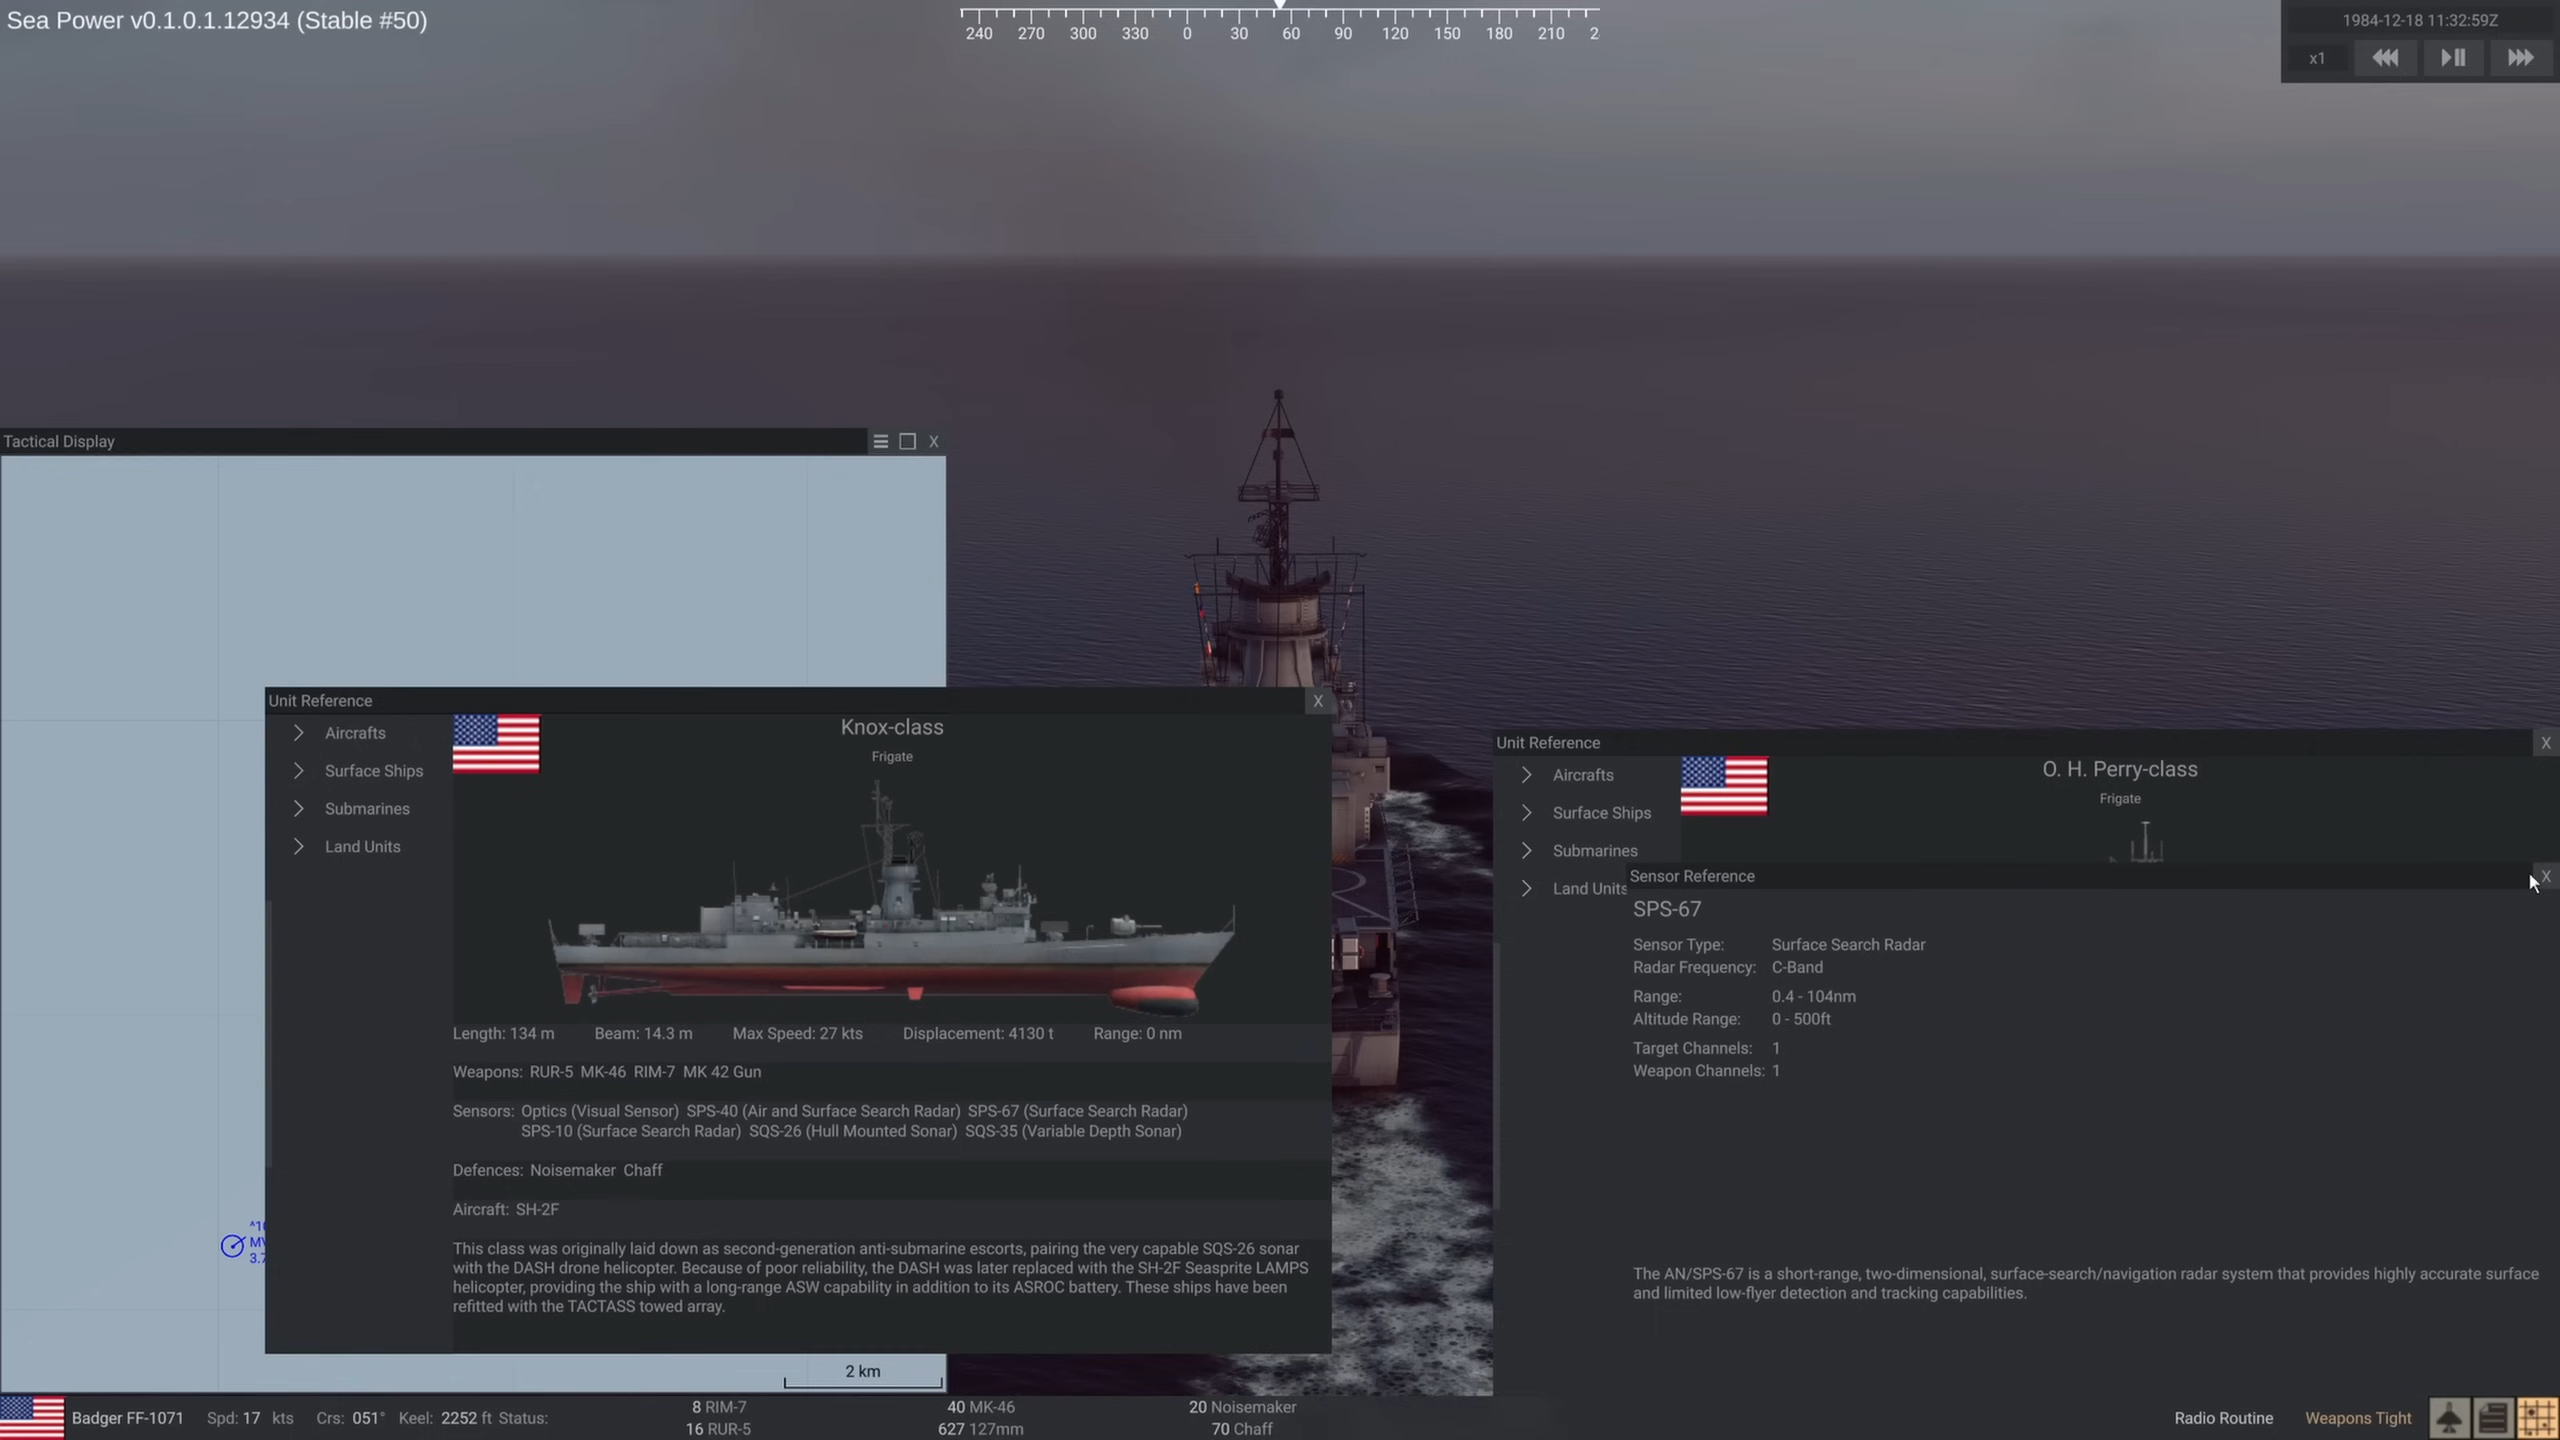 Sea Power v0.1.0.1.12934 (Stable #50)
240 270 300 330 0 30 60 90 120 150 180 210 2
1984-12-18 11:32:59Z
x1
Tactical Display
X
Unit Reference
X
Aircrafts
Surface Ships
Submarines
Land Units
Knox-class
Frigate
Length: 134 m Beam: 14.3 m Max Speed: 27 kts Displacement: 4130 t Range: 0 nm
Weapons: RUR-5 MK-46 RIM-7 MK 42 Gun
Sensors: Optics (Visual Sensor) SPS-40 (Air and Surface Search Radar) SPS-67 (Surface Search Radar)
SPS-10 (Surface Search Radar) SQS-26 (Hull Mounted Sonar) SQS-35 (Variable Depth Sonar)
Defences: Noisemaker Chaff
Aircraft: SH-2F
This class was originally laid down as second-generation anti-submarine escorts, pairing the very capable SQS-26 sonar
with the DASH drone helicopter. Because of poor reliability, the DASH was later replaced with the SH-2F Seasprite LAMPS
helicopter, providing the ship with a long-range ASW capability in addition to its ASROC battery. These ships have been
refitted with the TACTASS towed array.
Unit Reference
X
Aircrafts
Surface Ships
Submarines
Land Units
O. H. Perry-class
Frigate
Sensor Reference
X
SPS-67
Sensor Type: Surface Search Radar
Radar Frequency: C-Band
Range: 0.4 - 104nm
Altitude Range: 0 - 500ft
Target Channels: 1
Weapon Channels: 1
The AN/SPS-67 is a short-range, two-dimensional, surface-search/navigation radar system that provides highly accurate surface
and limited low-flyer detection and tracking capabilities.
2 km
Badger FF-1071 Spd: 17 kts Crs: 051° Keel: 2252 ft Status:
8 RIM-7
16 RUR-5
40 MK-46
627 127mm
20 Noisemaker
70 Chaff
Radio Routine
Weapons Tight